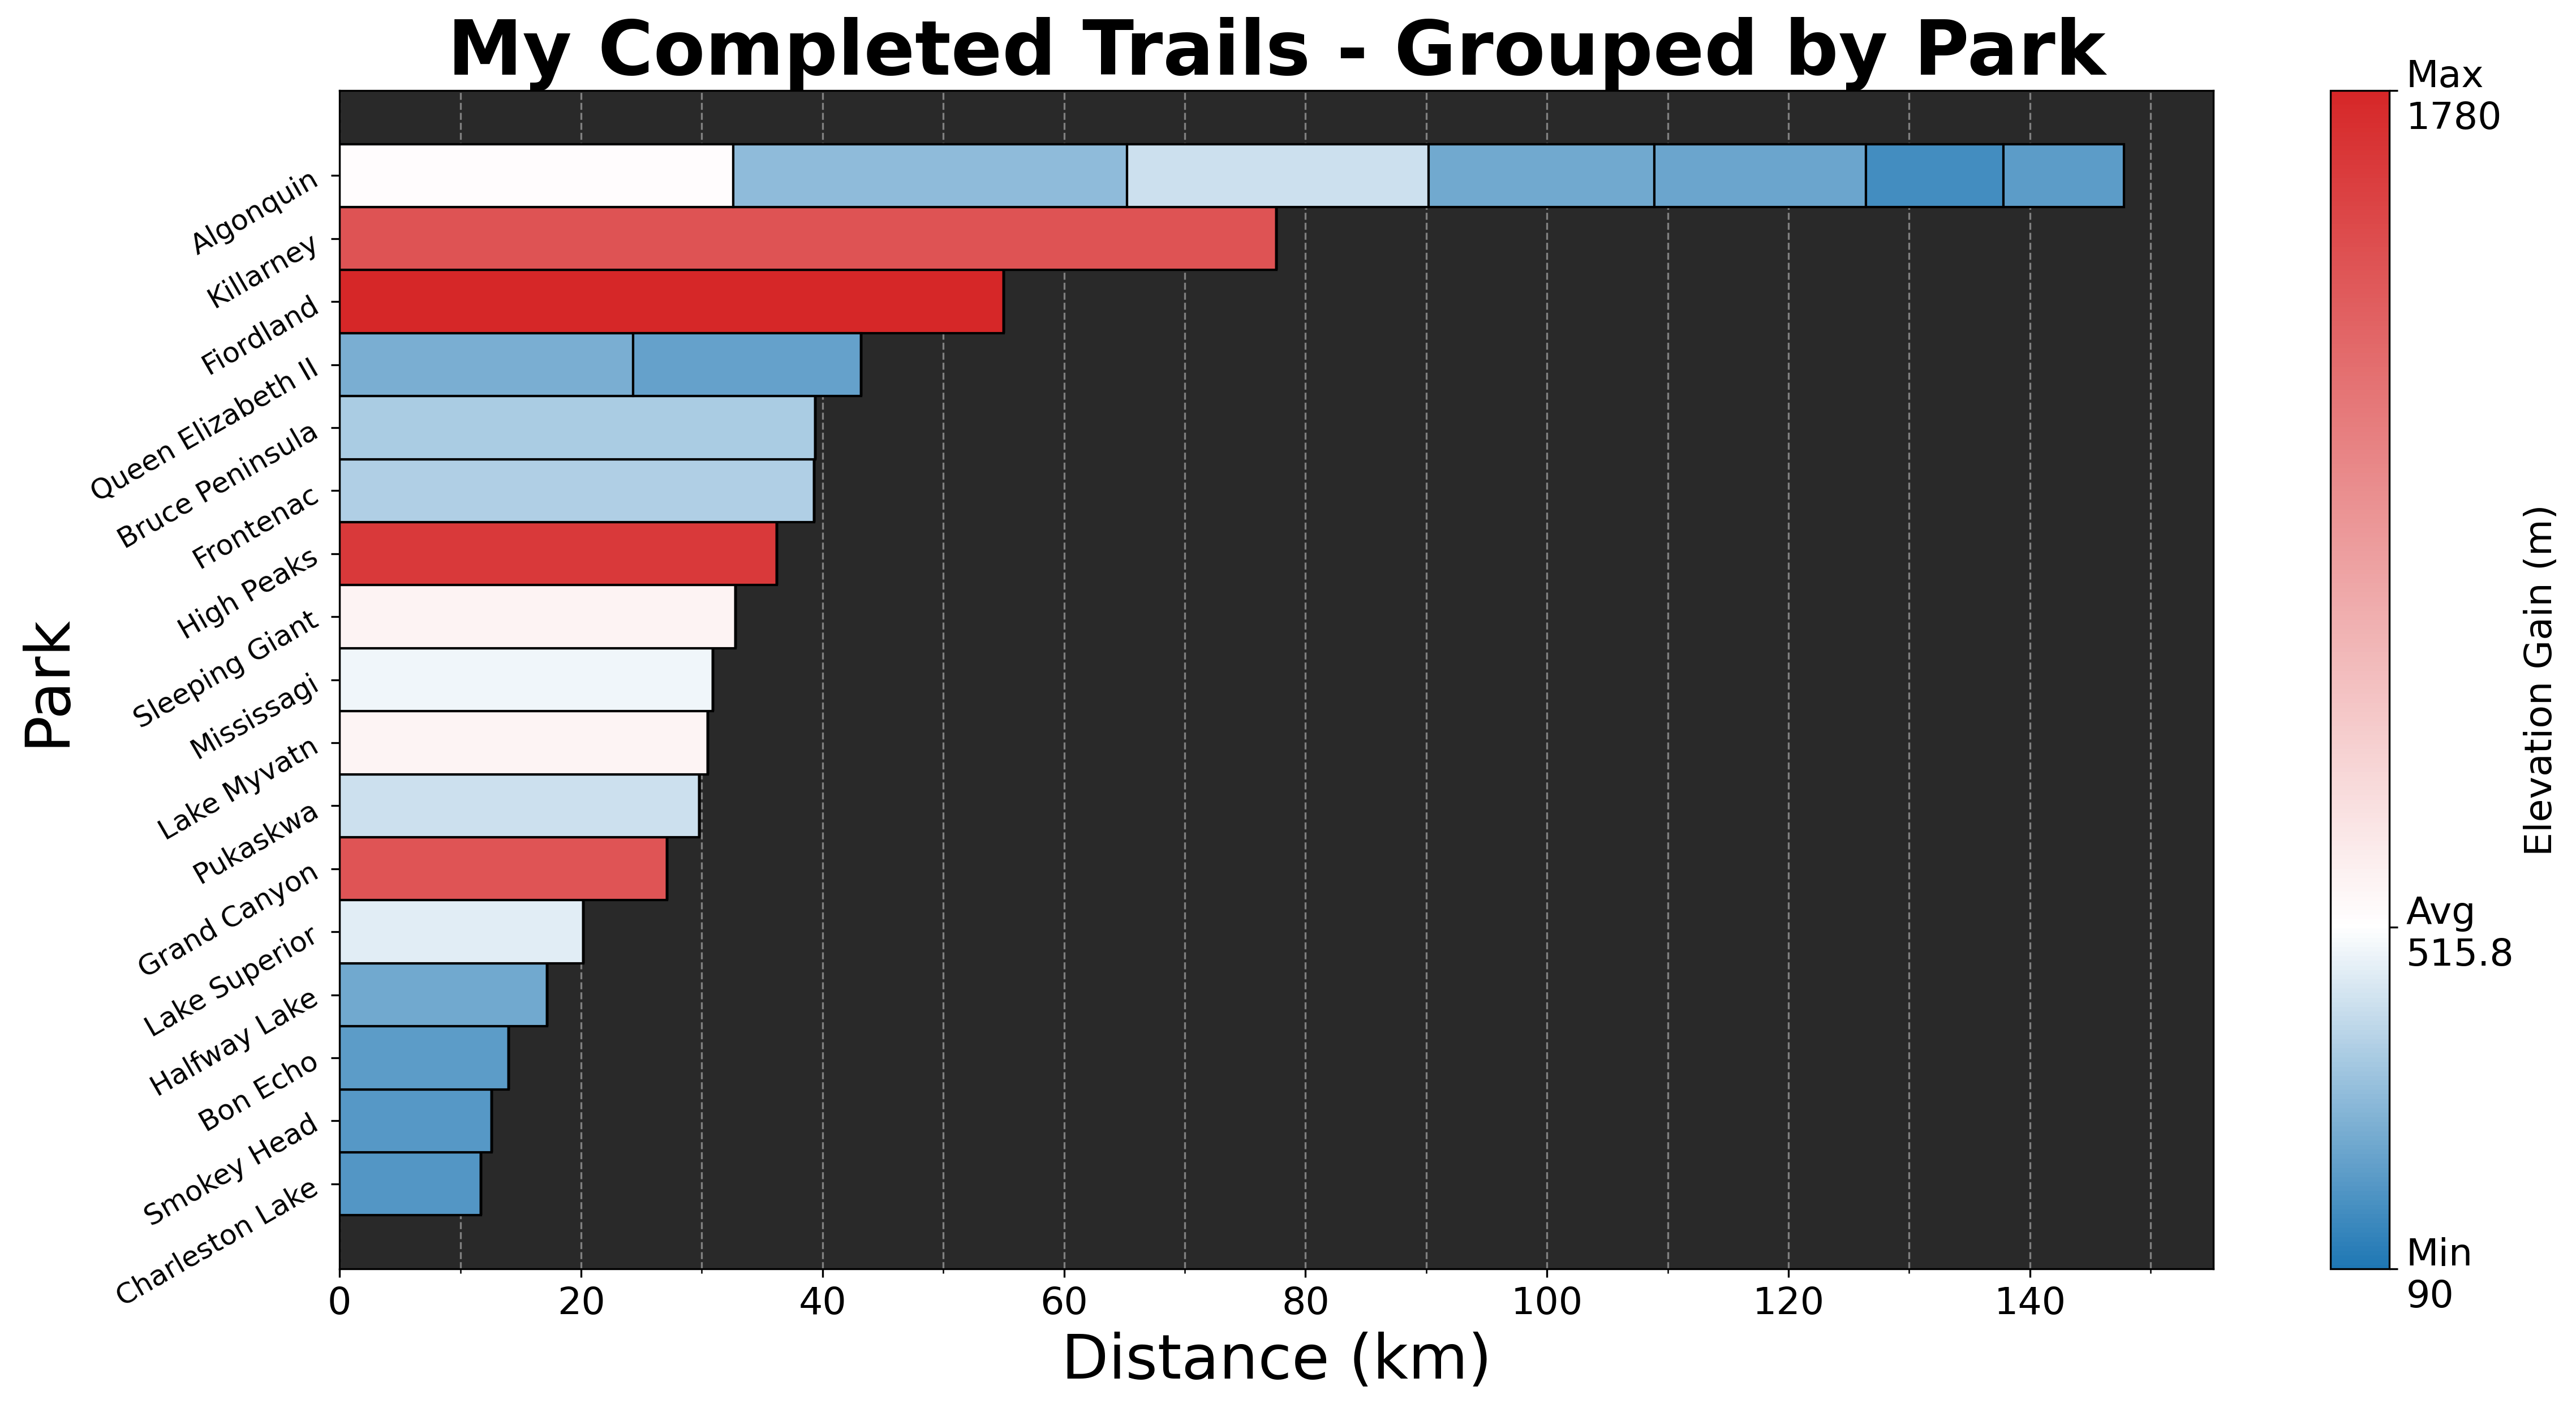 My Completed Trails - Grouped by Park
Park
Algonquin
Killarney
Fiordland
Queen Elizabeth II
Bruce Peninsula
Frontenac
High Peaks
Sleeping Giant
Mississagi
Lake Myvatn
Pukaskwa
Grand Canyon
Lake Superior
Halfway Lake
Bon Echo
Smokey Head
Charleston Lake
0 20 40 60 80 100 120 140
Distance (km)
Max
1780
Avg
515.8
Min
90
Elevation Gain (m)